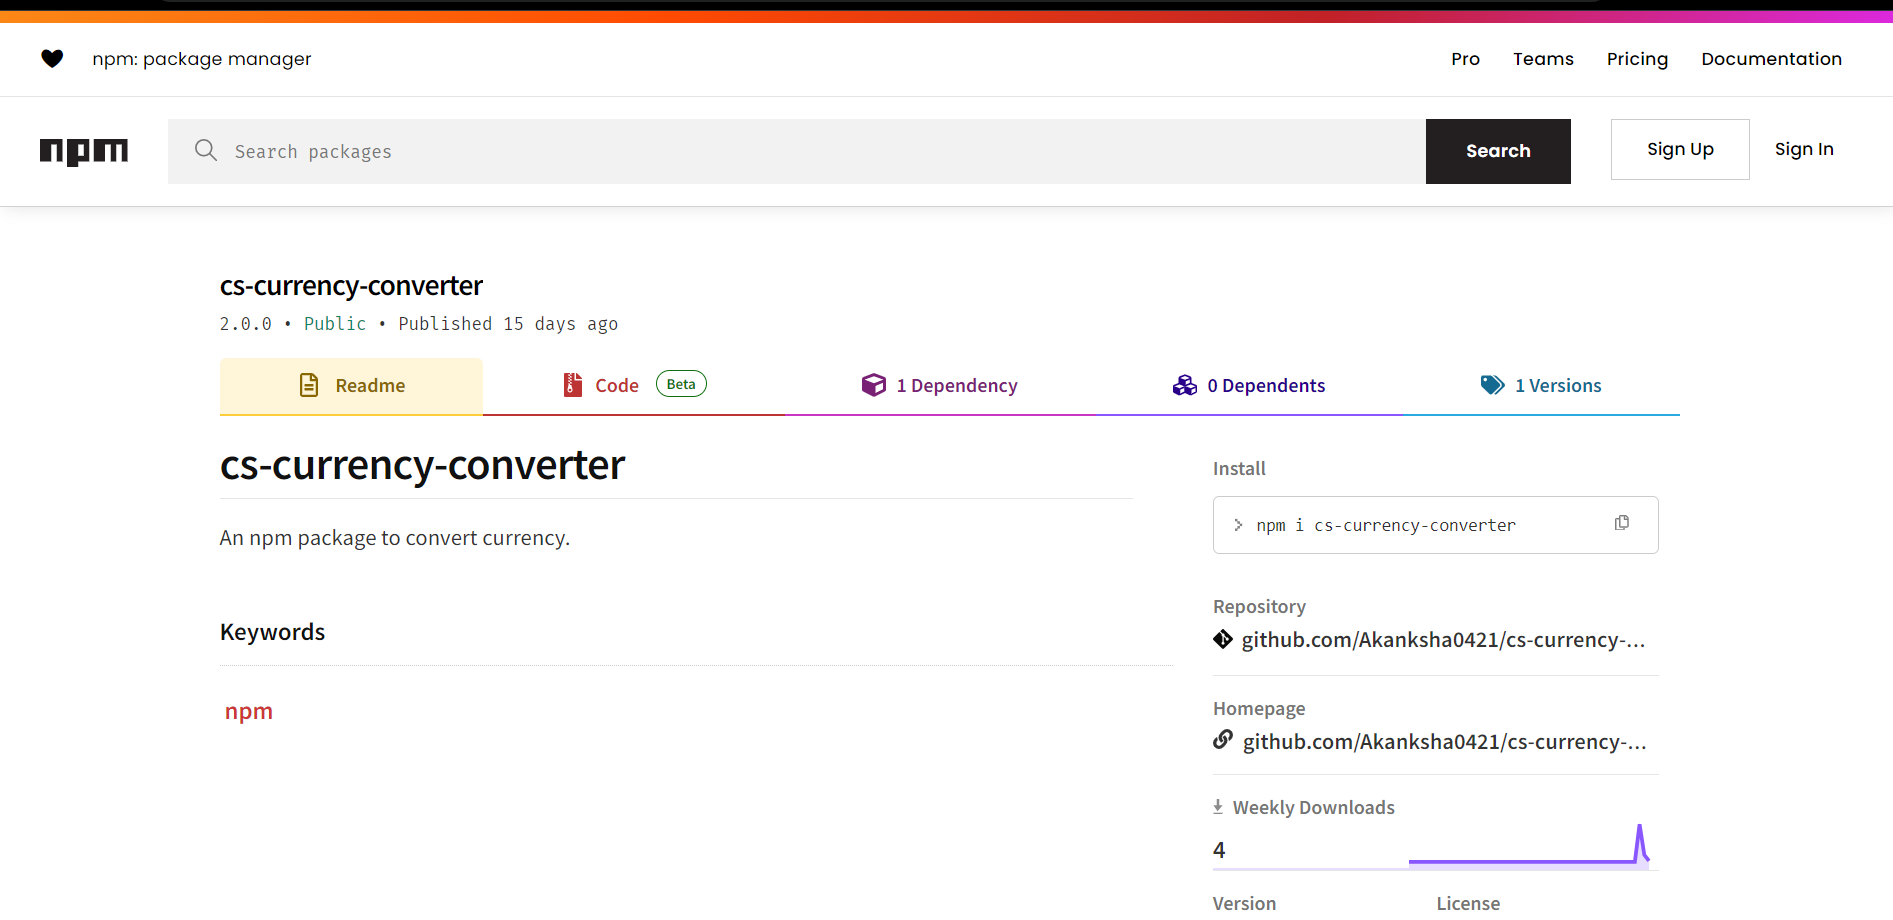 npm: package manager
Pro Teams Pricing Documentation
npm
Search packages
Search
Sign Up
Sign In
cs-currency-converter
2.0.0 • Public • Published 15 days ago
Readme
Code Beta
1 Dependency
0 Dependents
1 Versions
cs-currency-converter
An npm package to convert currency.
Keywords
npm
Install
npm i cs-currency-converter
Repository
github.com/Akanksha0421/cs-currency-...
Homepage
github.com/Akanksha0421/cs-currency-...
Weekly Downloads
4
Version License